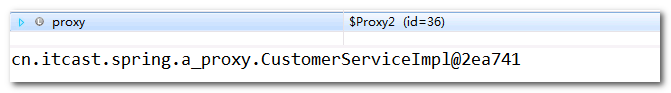 proxy $Proxy2 (id=36)
cn.itcast.spring.a_proxy.CustomerServiceImpl@2ea741